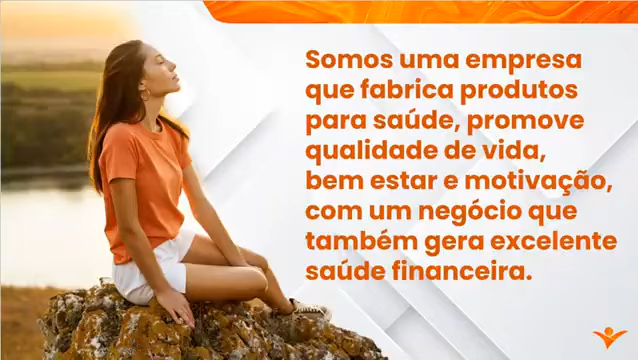 Somos uma empresa
que fabrica produtos
para saúde, promove
qualidade de vida,
bem estar e motivação,
com um negócio que
também gera excelente
saúde financeira.